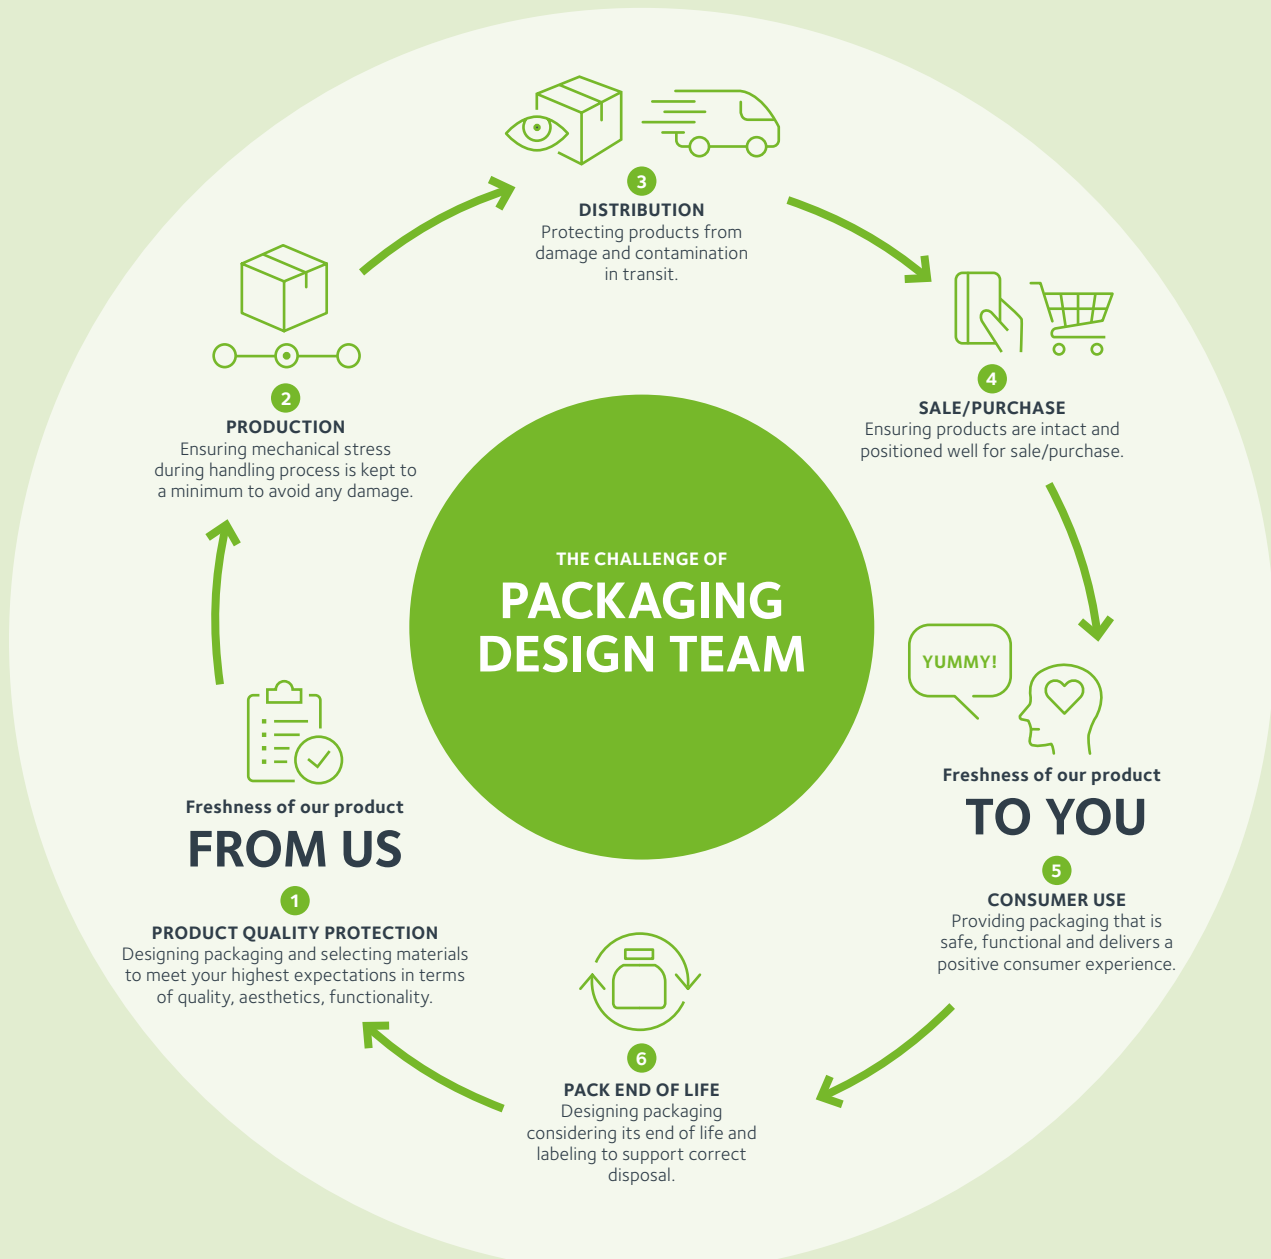 THE CHALLENGE OF
PACKAGING
DESIGN TEAM
Freshness of our product
FROM US
1
PRODUCT QUALITY PROTECTION
Designing packaging and selecting materials
to meet your highest expectations in terms
of quality, aesthetics, functionality.
2
PRODUCTION
Ensuring mechanical stress
during handling process is kept to
a minimum to avoid any damage.
3
DISTRIBUTION
Protecting products from
damage and contamination
in transit.
4
SALE/PURCHASE
Ensuring products are intact and
positioned well for sale/purchase.
YUMMY!
Freshness of our product
TO YOU
5
CONSUMER USE
Providing packaging that is
safe, functional and delivers a
positive consumer experience.
6
PACK END OF LIFE
Designing packaging
considering its end of life and
labeling to support correct
disposal.